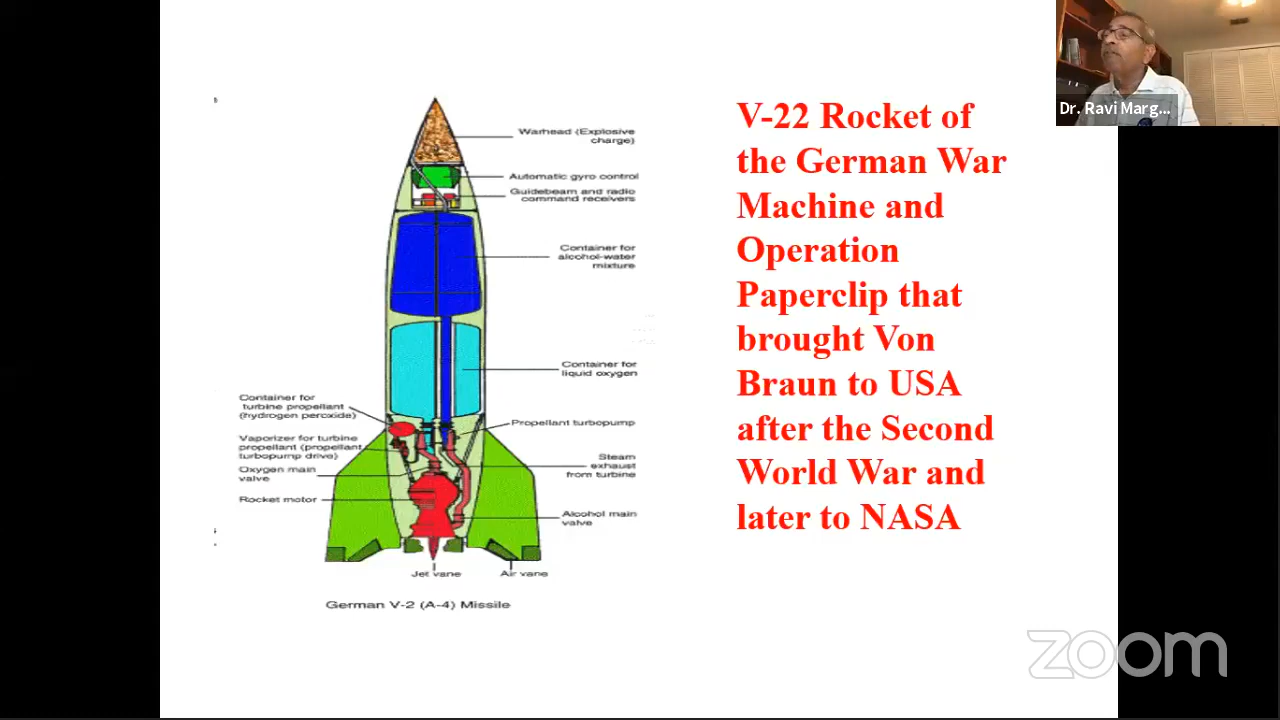 Dr. Ravi Marg...
V-22 Rocket of
the German War
Machine and
Operation
Paperclip that
brought Von
Braun to USA
after the Second
World War and
later to NASA
Warhead (Explosive
charge)
Automatic gyro control
Guidebeam and radio
command receivers
Container for
alcohol-water
mixture
Container for
liquid oxygen
Container for
turbine propellant
(hydrogen peroxide)
Propellant turbopump
Vaporizer for turbine
propellant (propellant
turbopump drive)
Steam
exhaust
from turbine
Oxygen main
valve
Rocket motor
Alcohol main
valve
Jet vane
Air vane
German V-2 (A-4) Missile
zoom